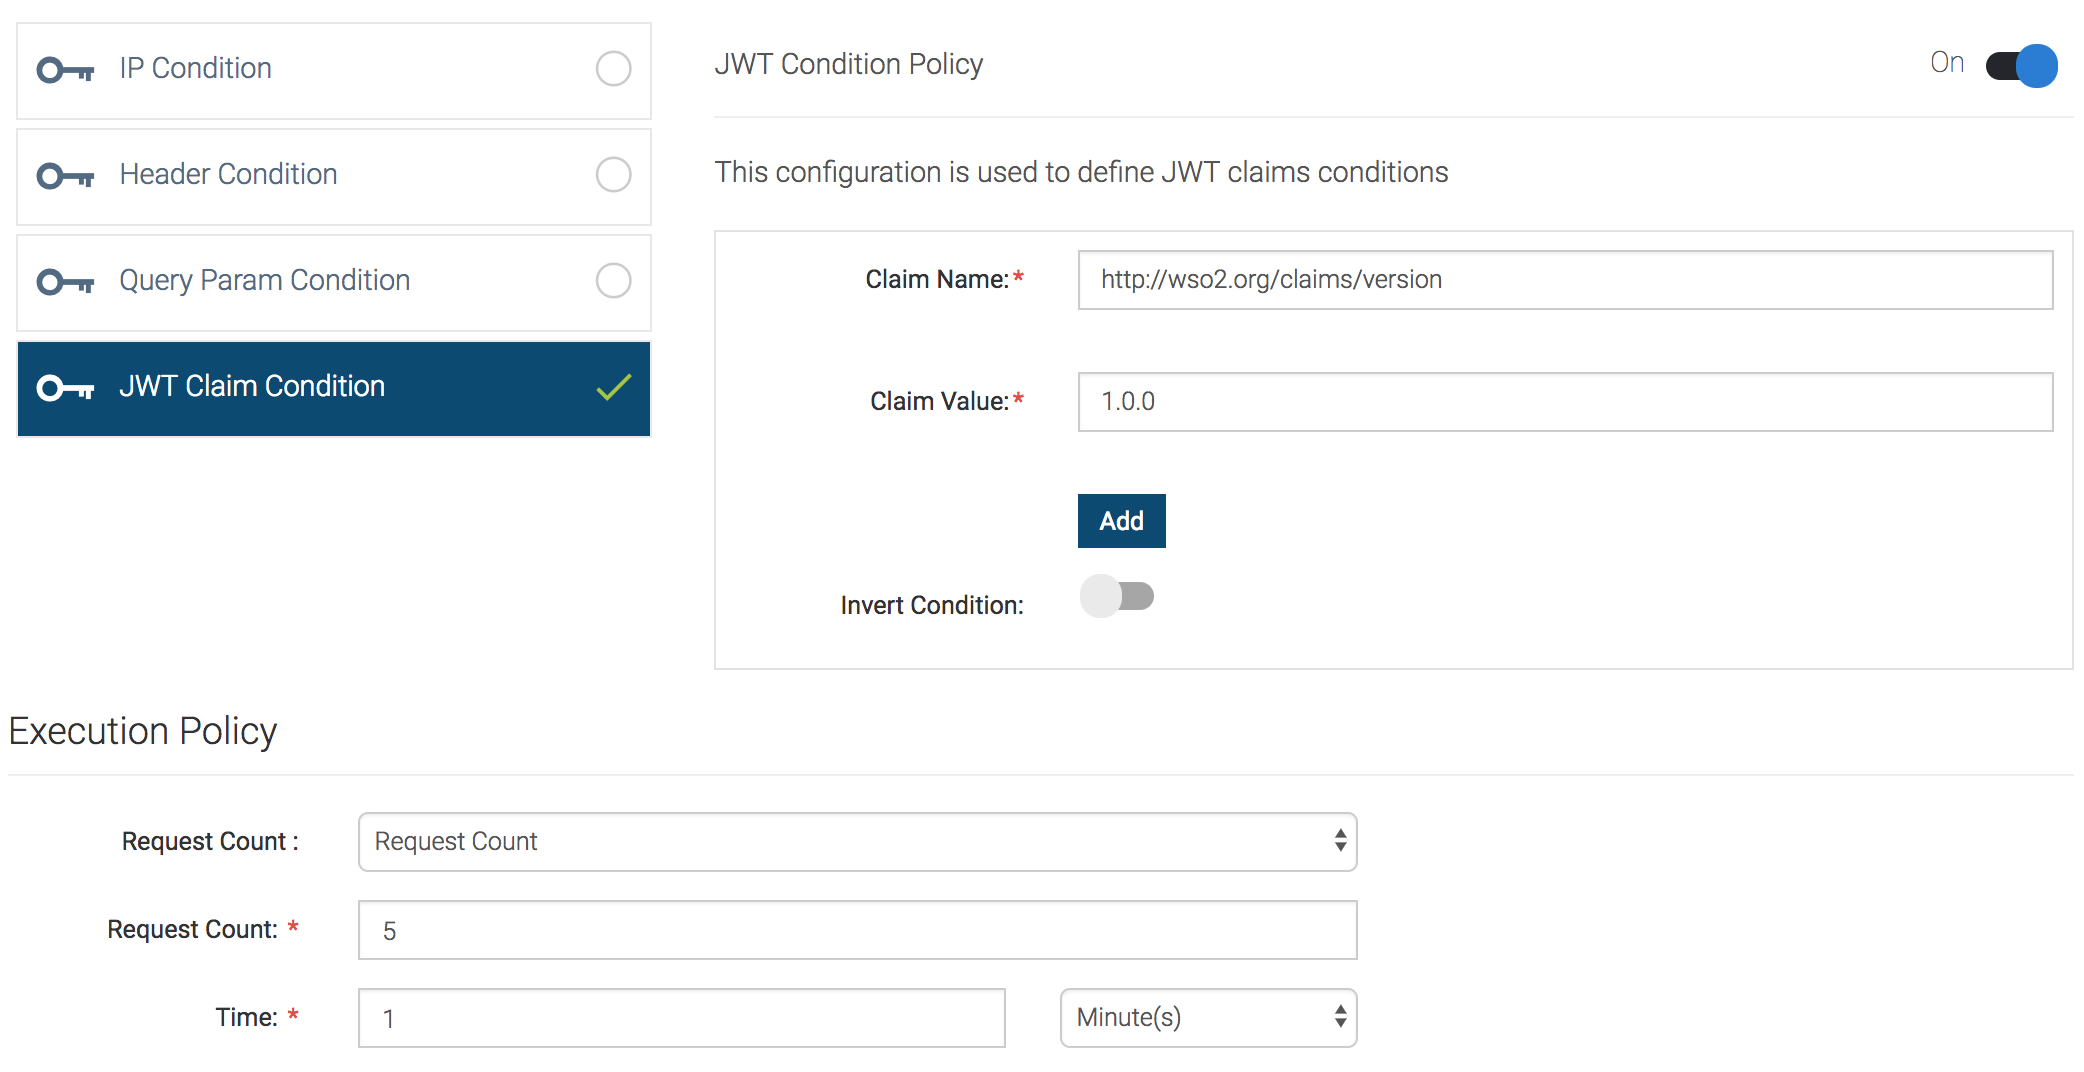 IP Condition
Header Condition
Query Param Condition
JWT Claim Condition
JWT Condition Policy
On
This configuration is used to define JWT claims conditions
Claim Name:*
http://wso2.org/claims/version
Claim Value:*
1.0.0
Add
Invert Condition:
Execution Policy
Request Count :
Request Count
Request Count: *
5
Time: *
1
Minute(s)